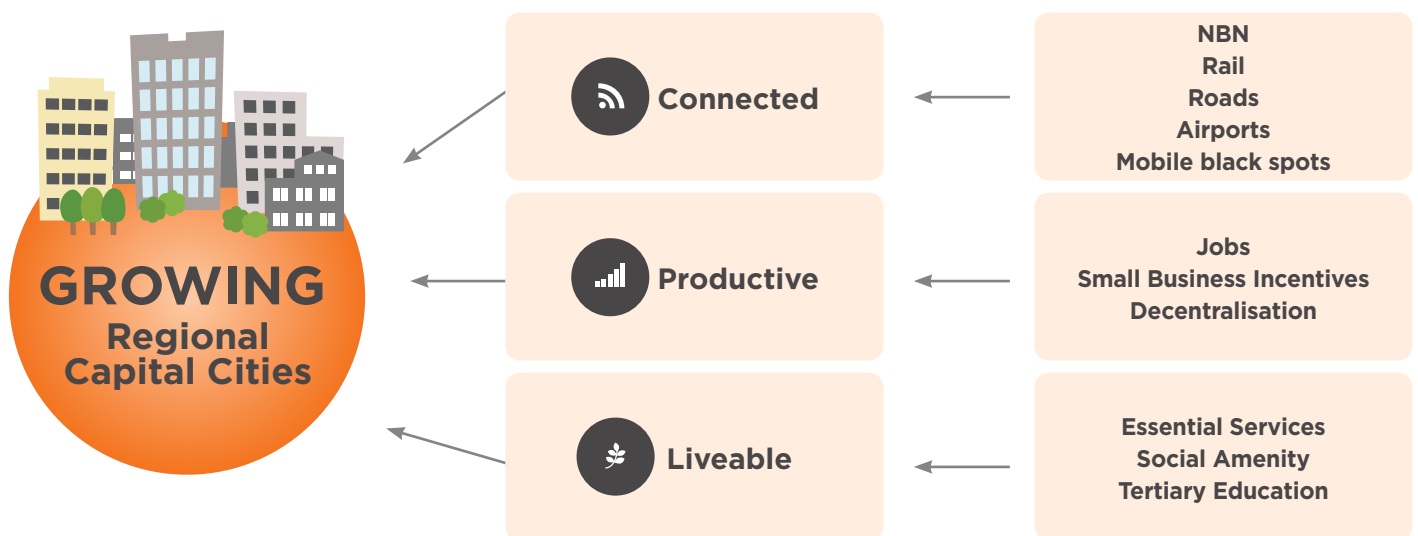 GROWING
Regional
Capital Cities
Connected
NBN
Rail
Roads
Airports
Mobile black spots
Productive
Jobs
Small Business Incentives
Decentralisation
Liveable
Essential Services
Social Amenity
Tertiary Education